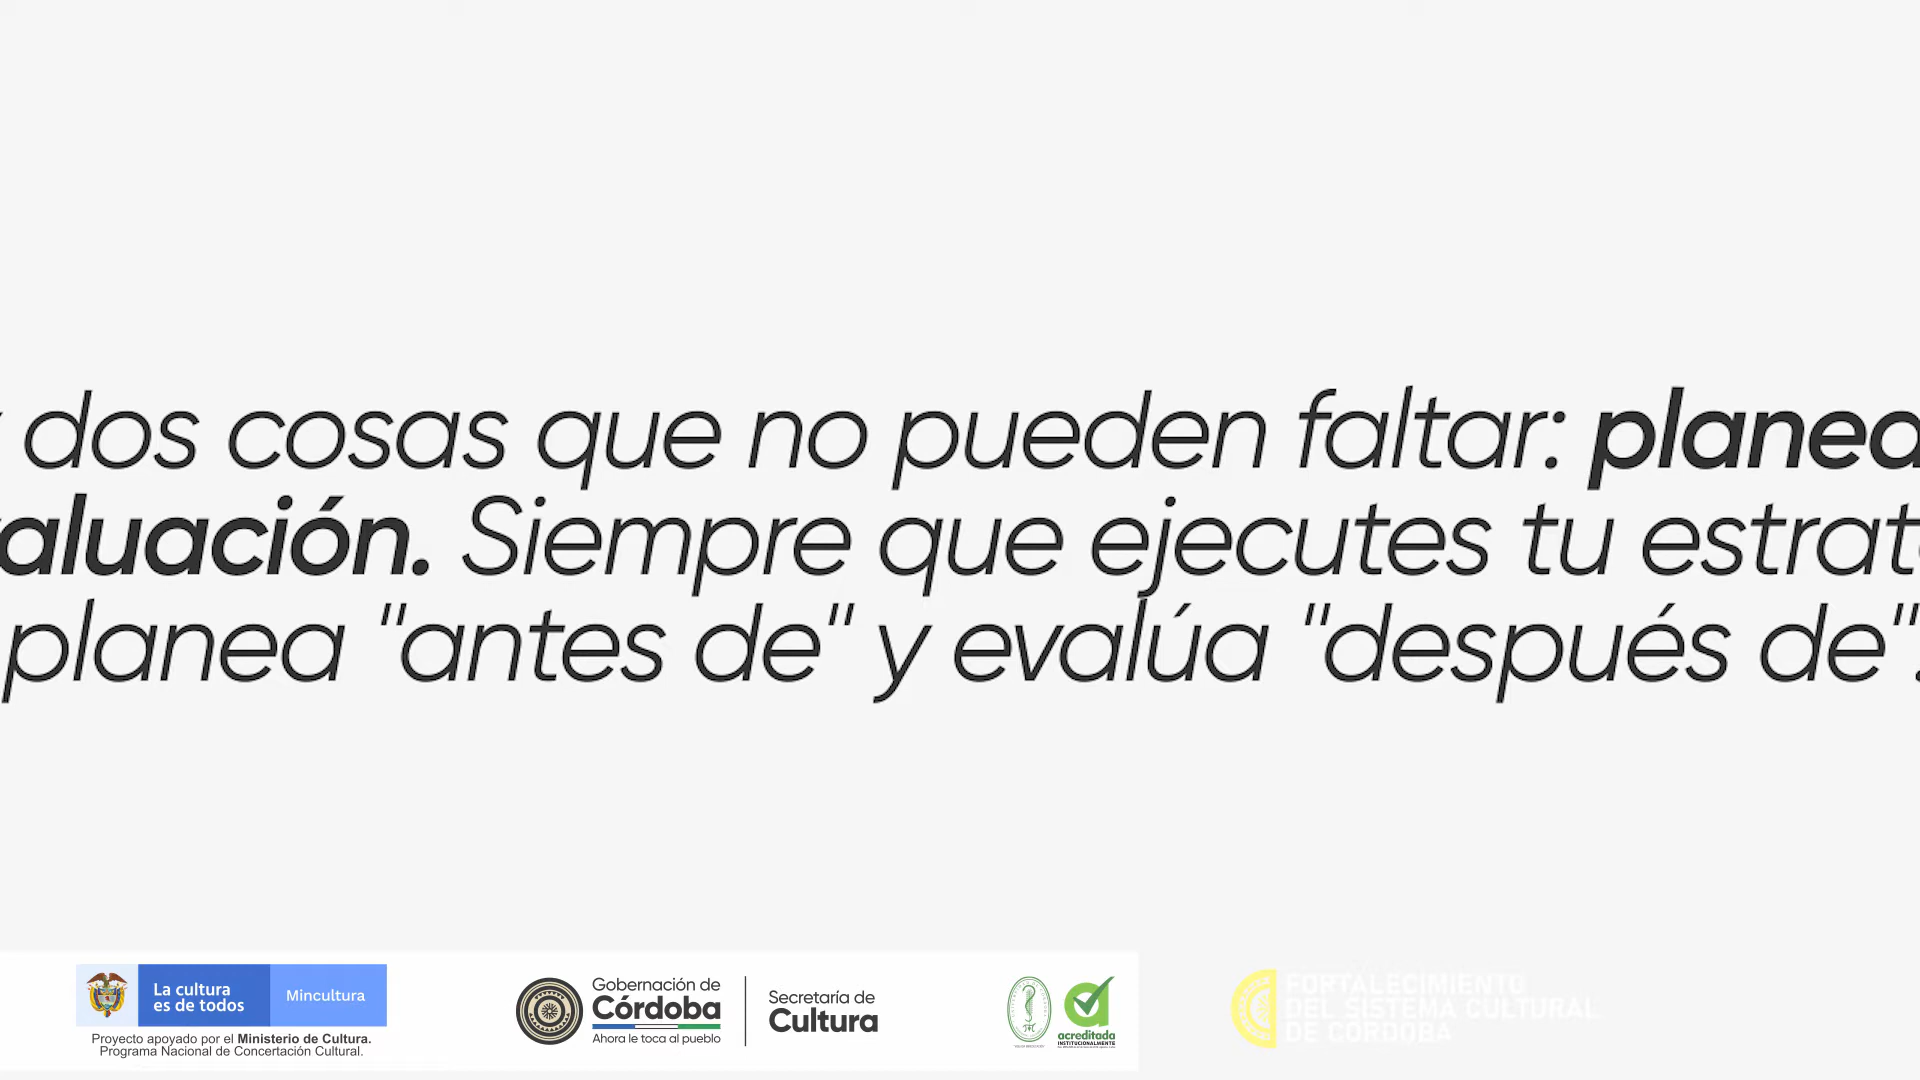 dos cosas que no pueden faltar: planea
aluación. Siempre que ejecutes tu estrat
planea "antes de" y evalúa "después de".
La cultura
es de todos
Mincultura
Proyecto apoyado por el Ministerio de Cultura.
Programa Nacional de Concertación Cultural.
Gobernación de
Córdoba
Ahora le toca al pueblo
Secretaría de
Cultura
acreditada
INSTITUCIONALMENTE
FORTALECIMIENTO
DEL SISTEMA CULTURAL
DE CÓRDOBA